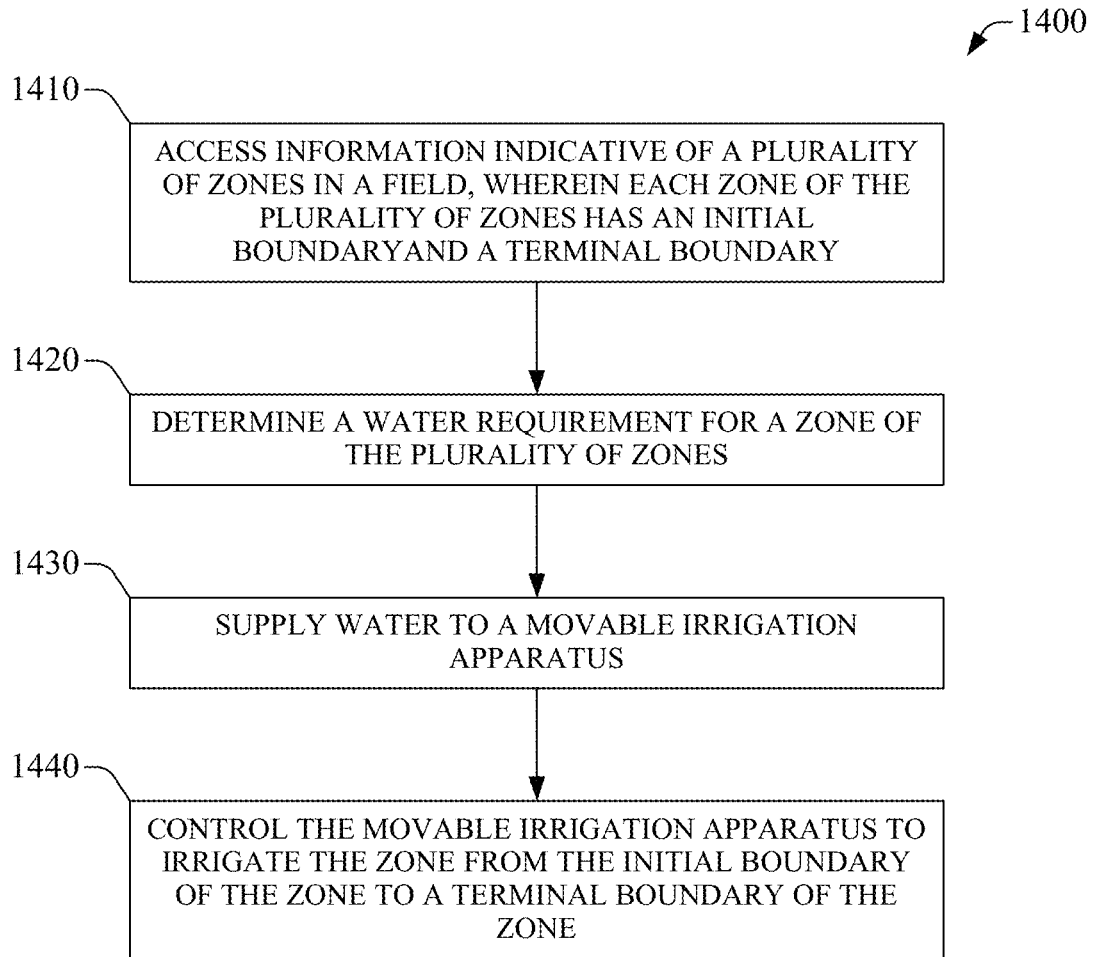 1400
1410
ACCESS INFORMATION INDICATIVE OF A PLURALITY
OF ZONES IN A FIELD, WHEREIN EACH ZONE OF THE
PLURALITY OF ZONES HAS AN INITIAL
BOUNDARYAND A TERMINAL BOUNDARY
1420
DETERMINE A WATER REQUIREMENT FOR A ZONE OF
THE PLURALITY OF ZONES
1430
SUPPLY WATER TO A MOVABLE IRRIGATION
APPARATUS
1440
CONTROL THE MOVABLE IRRIGATION APPARATUS TO
IRRIGATE THE ZONE FROM THE INITIAL BOUNDARY
OF THE ZONE TO A TERMINAL BOUNDARY OF THE
ZONE